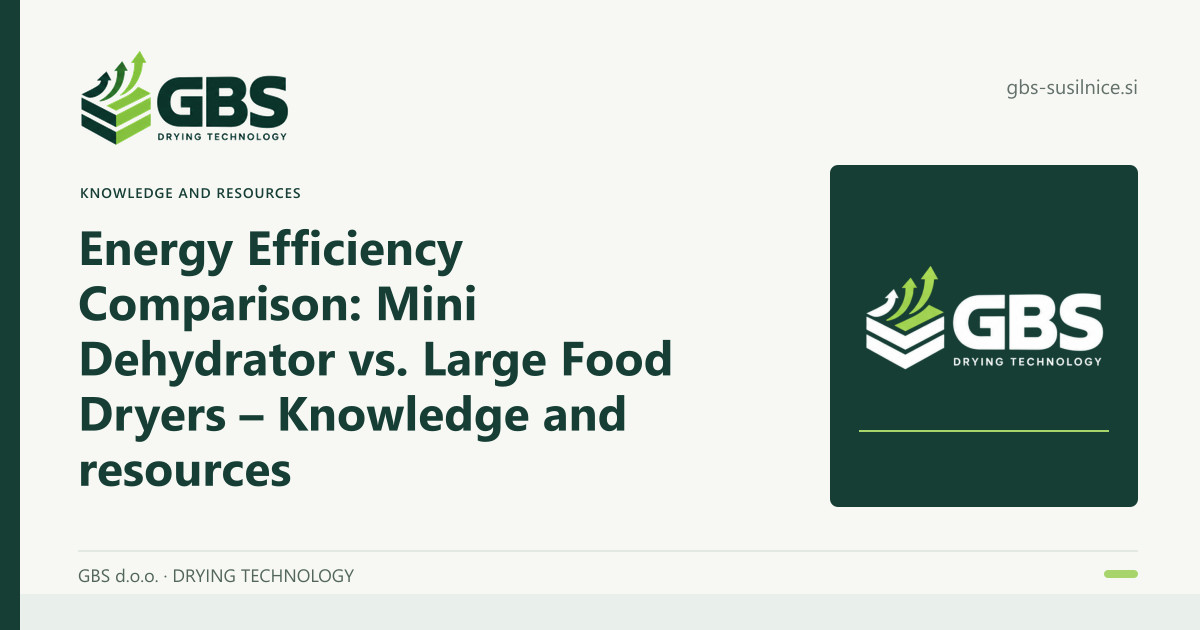 GBS
DRYING TECHNOLOGY
gbs-susilnice.si
KNOWLEDGE AND RESOURCES
Energy Efficiency
Comparison: Mini
Dehydrator vs. Large Food
Dryers – Knowledge and
resources
GBS
DRYING TECHNOLOGY
GBS d.o.o. · DRYING TECHNOLOGY